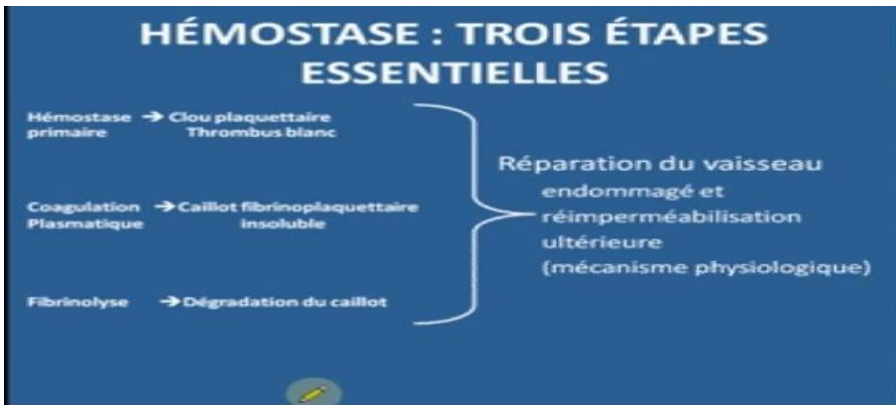 HÉMOSTASE : TROIS ÉTAPES
ESSENTIELLES
Hémostase → Clou plaquettaire
primaire Thrombus blanc
Coagulation → Caillot fibrinoplaquettaire
Plasmatique insoluble
Fibrinolyse → Dégradation du caillot
Réparation du vaisseau
endommagé et
réimperméabilisation
ultérieure
(mécanisme physiologique)